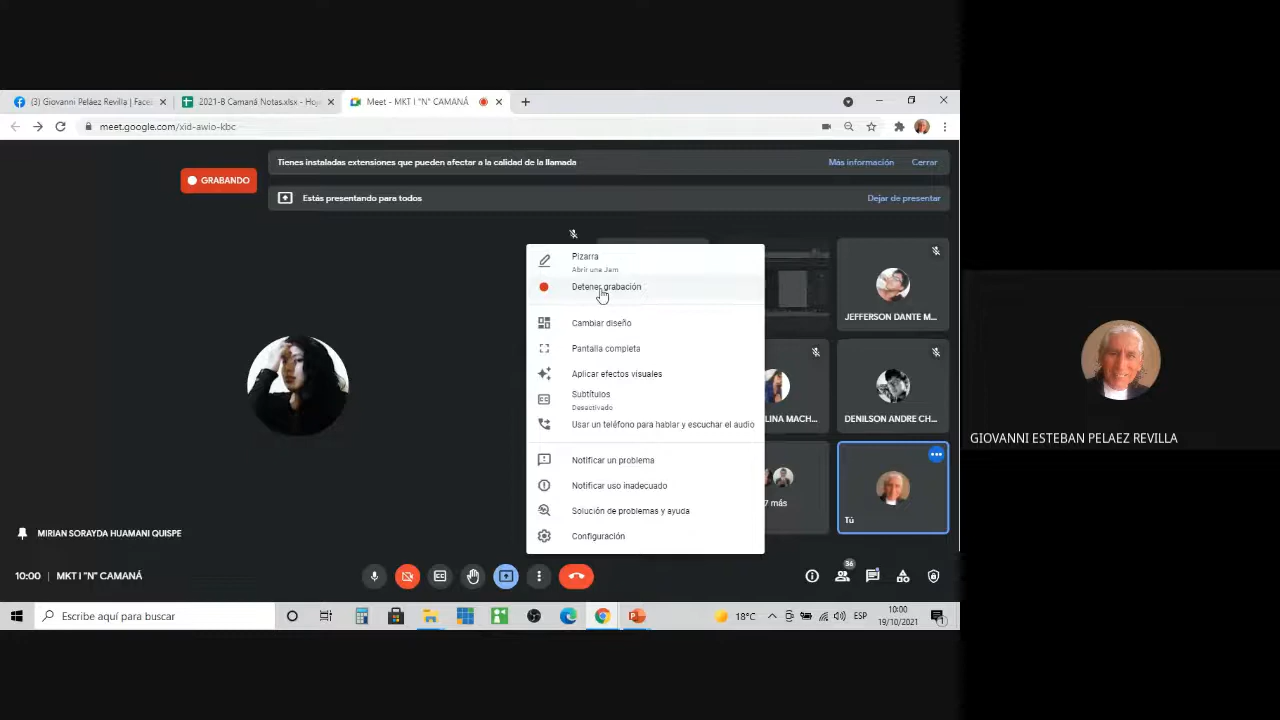 (3) Giovanni Peláez Revilla | Face
2021-B Camaná Notas.xlsx - Hoja
Meet - MKT I "N" CAMANÁ
meet.google.com/xid-awio-kbc
Tienes instaladas extensiones que pueden afectar a la calidad de la llamada
Más información
Cerrar
GRABANDO
Estás presentando para todos
Dejar de presentar
Pizarra
Abrir una Jam
Detener grabación
Cambiar diseño
Pantalla completa
Aplicar efectos visuales
Subtítulos
Desactivado
Usar un teléfono para hablar y escuchar el audio
Notificar un problema
Notificar uso inadecuado
Solución de problemas y ayuda
Configuración
JEFFERSON DANTE M...
LINA MACH...
DENILSON ANDRE CH...
7 más
Tú
GIOVANNI ESTEBAN PELAEZ REVILLA
MIRIAN SORAYDA HUAMANI QUISPE
10:00 | MKT I "N" CAMANÁ
36
Escribe aquí para buscar
18°C
ESP
10:00
19/10/2021